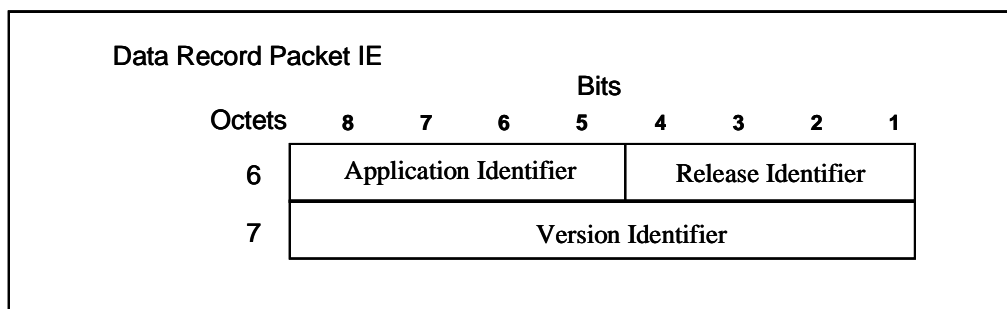 Data Record Packet IE
Bits
Octets 8 7 6 5 4 3 2 1
6 Application Identifier Release Identifier
7 Version Identifier